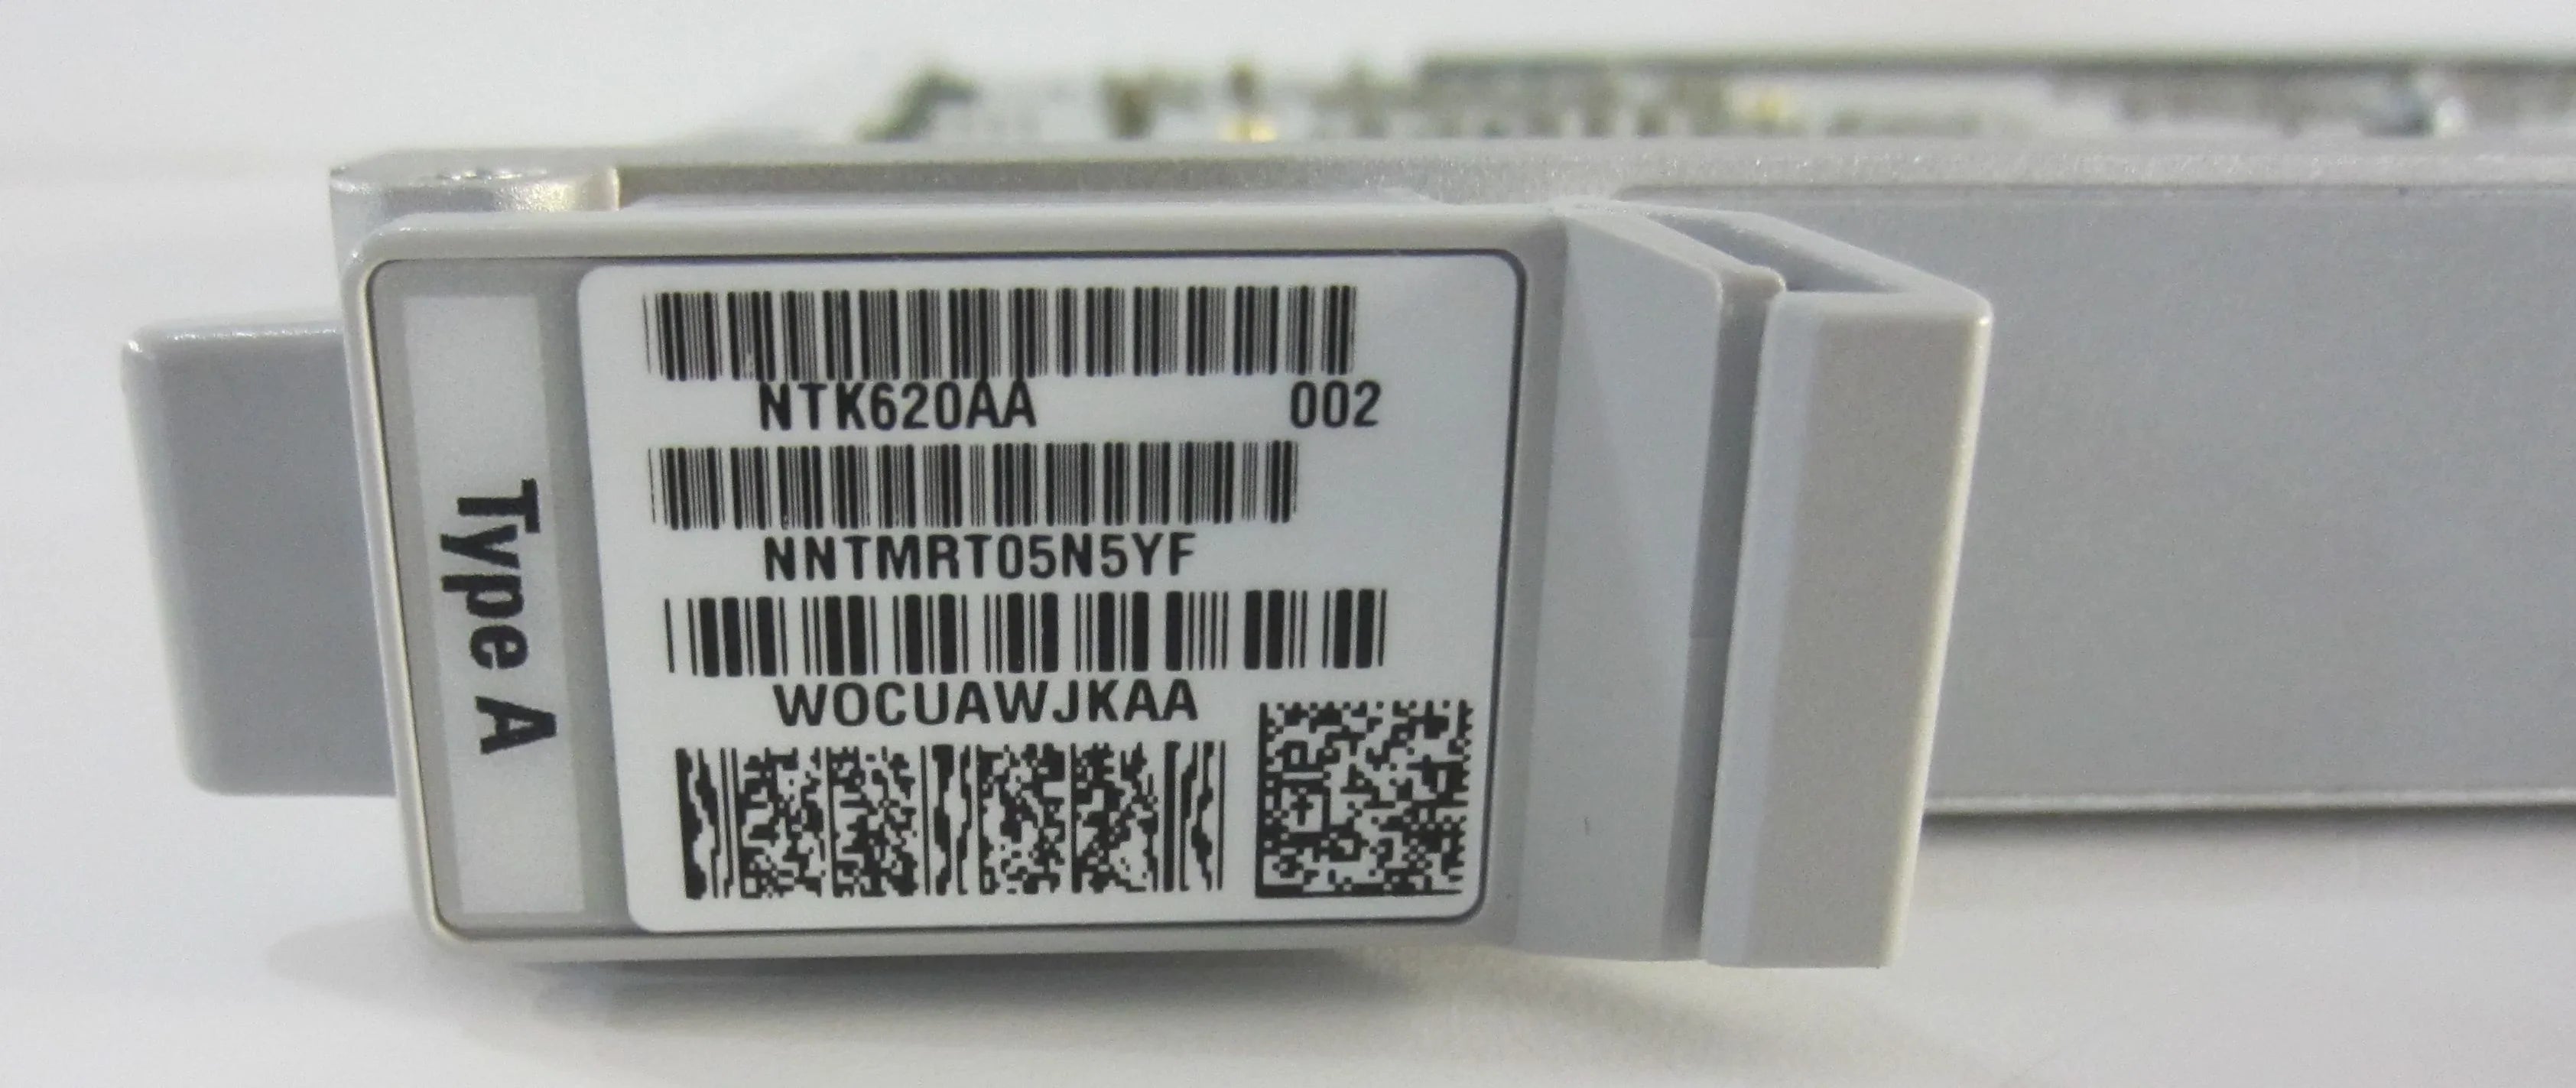 Type A
NTK620AA 002
NNTMRT05N5YF
WOCUAWJKAA